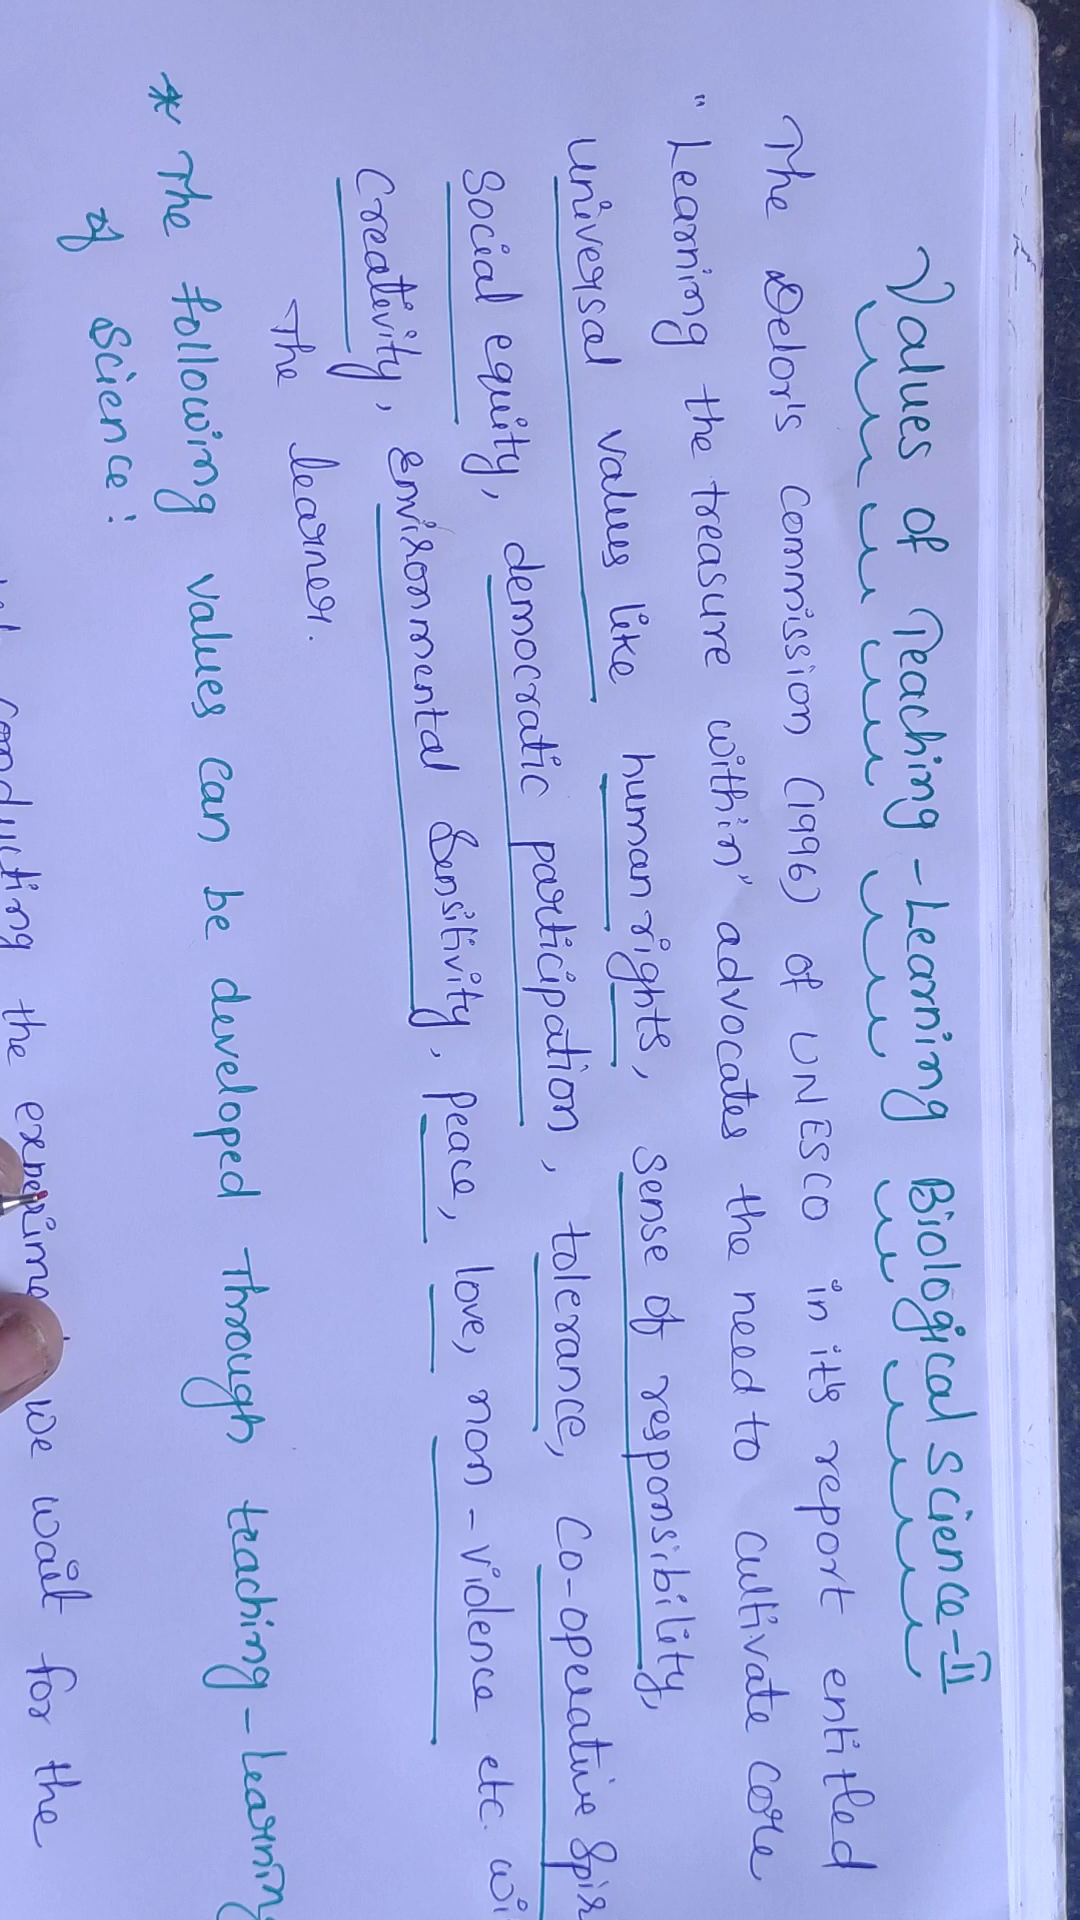 Values of Teaching - Learning Biological Science - II
The Delor's Commission (1996) of UNESCO in it's report entitled
"Learning the treasure within" advocates the need to cultivate core
universal values like human rights, sense of responsibility,
Social equity, democratic participation, tolerance, Co-operative
Creativity, environmental Sensitivity, peace, love, non - violence etc.
The learner.
* The following values can be developed Through teaching - Learning
of Science:
conducting the we wait for the